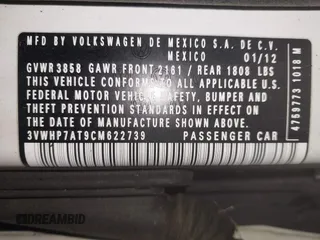 MFD BY VOLKSWAGEN DE MEXICO S.A. DE C.V.
MEXICO 01/12
GVWR3858 GAWR FRONT 2161 / REAR 1808 LBS
THIS VEHICLE CONFORMS TO ALL APPLICABLE U.S.
FEDERAL MOTOR VEHICLE SAFETY, BUMPER, AND
THEFT PREVENTION STANDARDS IN EFFECT ON
THE DATE OF MANUFACTURE SHOWN ABOVE
3VWHP7AT9CM622739 PASSENGER CAR
4759773 1018 M
© DREAMBID